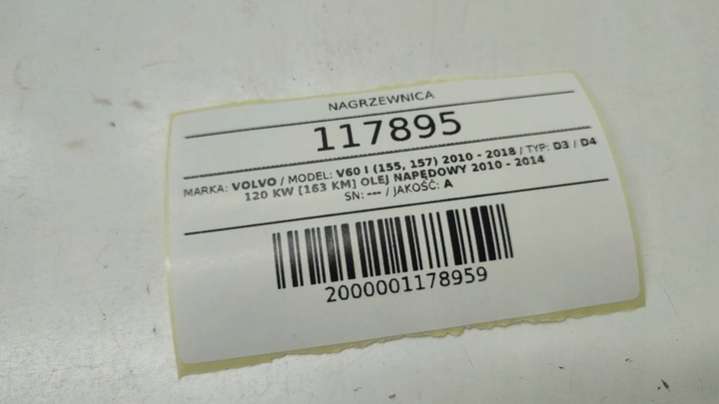 NAGRZEWNICA
117895
MARKA: VOLVO / MODEL: V60 I (155, 157) 2010 - 2018 / TYP: D3 / D4
120 KW [163 KM] OLEJ NAPĘDOWY 2010 - 2014
SN: --- / JAKOŚĆ: A
2000001178959